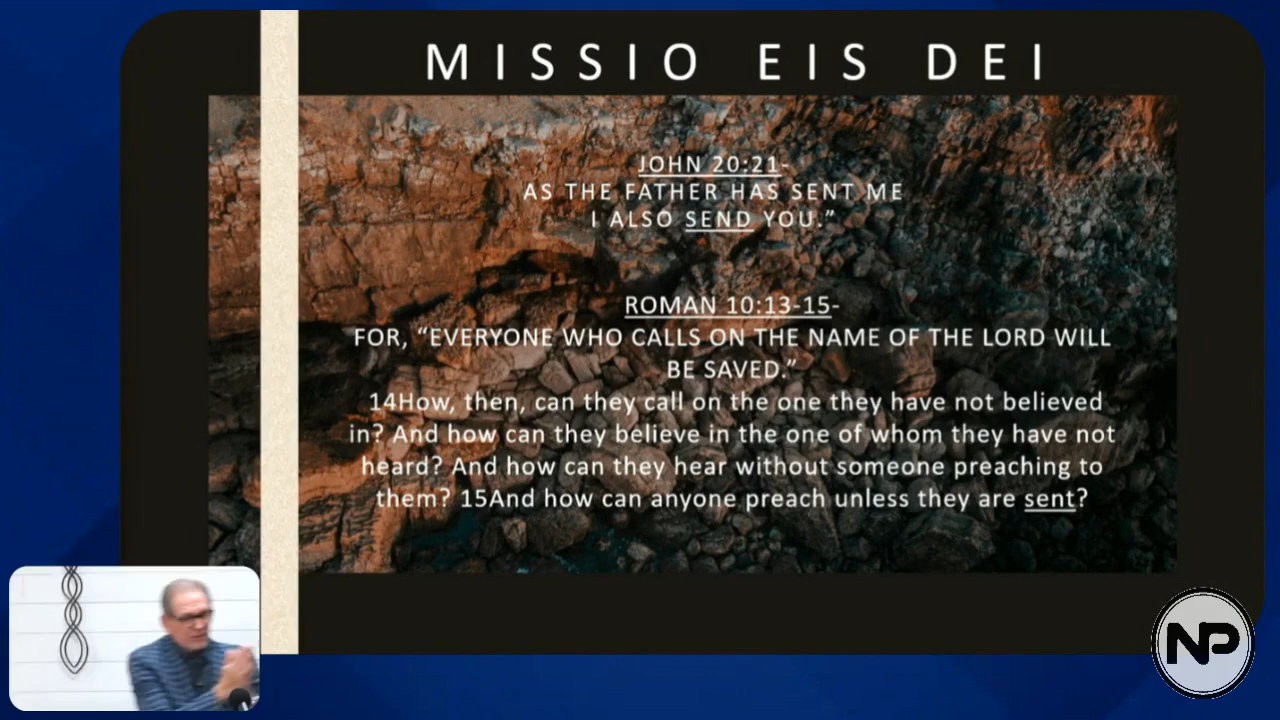 MISSIO EIS DEI
JOHN 20:21-
AS THE FATHER HAS SENT ME
I ALSO SEND YOU.”
ROMAN 10:13-15-
FOR, “EVERYONE WHO CALLS ON THE NAME OF THE LORD WILL
BE SAVED.”
14How, then, can they call on the one they have not believed
in? And how can they believe in the one of whom they have not
heard? And how can they hear without someone preaching to
them? 15And how can anyone preach unless they are sent?
NP